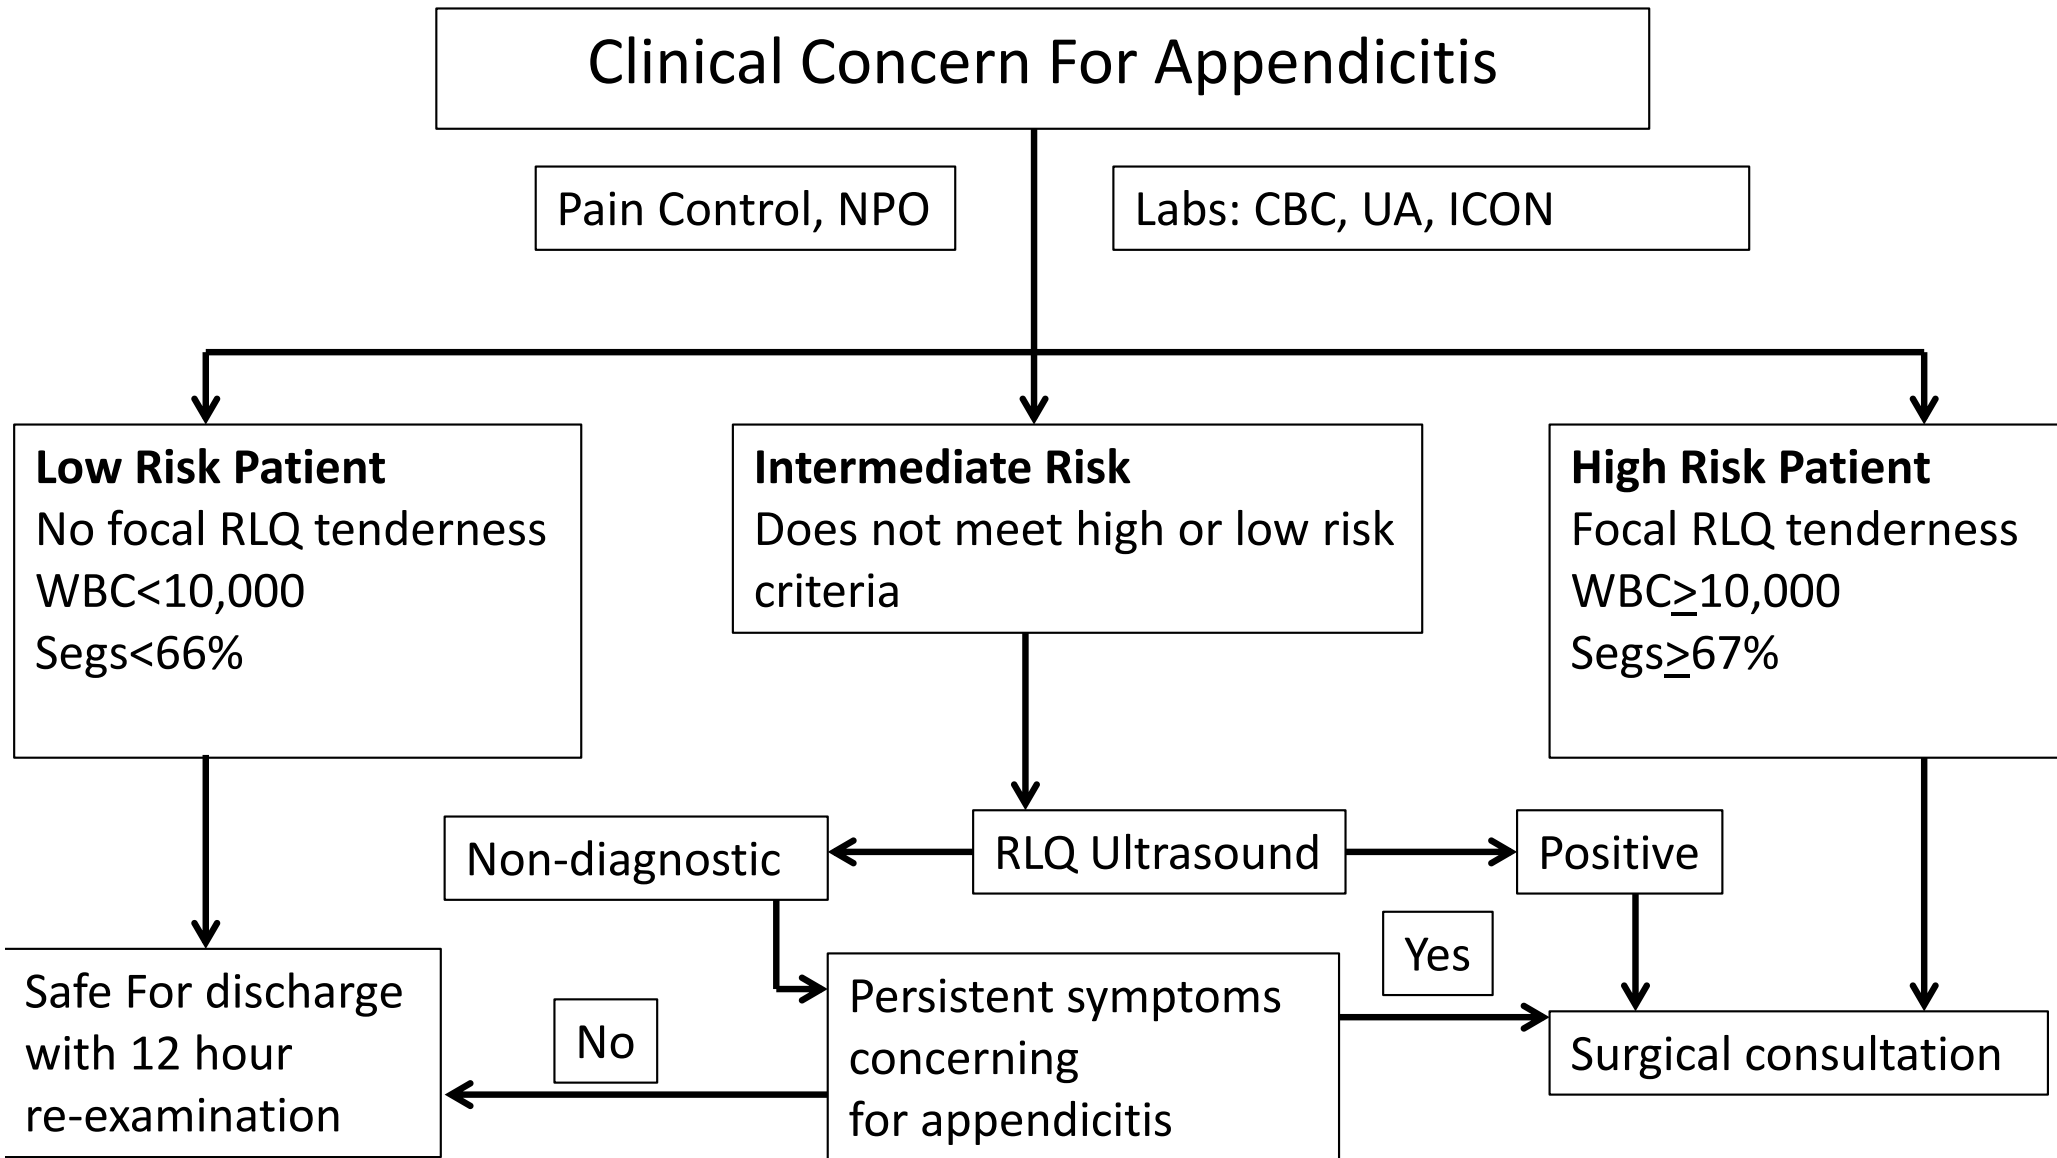 Clinical Concern For Appendicitis
Pain Control, NPO
Labs: CBC, UA, ICON
Low Risk Patient
No focal RLQ tenderness
WBC<10,000
Segs<66%
Intermediate Risk
Does not meet high or low risk
criteria
High Risk Patient
Focal RLQ tenderness
WBC≥10,000
Segs≥67%
Non-diagnostic
RLQ Ultrasound
Positive
Yes
Safe For discharge
with 12 hour
re-examination
No
Persistent symptoms
concerning
for appendicitis
Surgical consultation